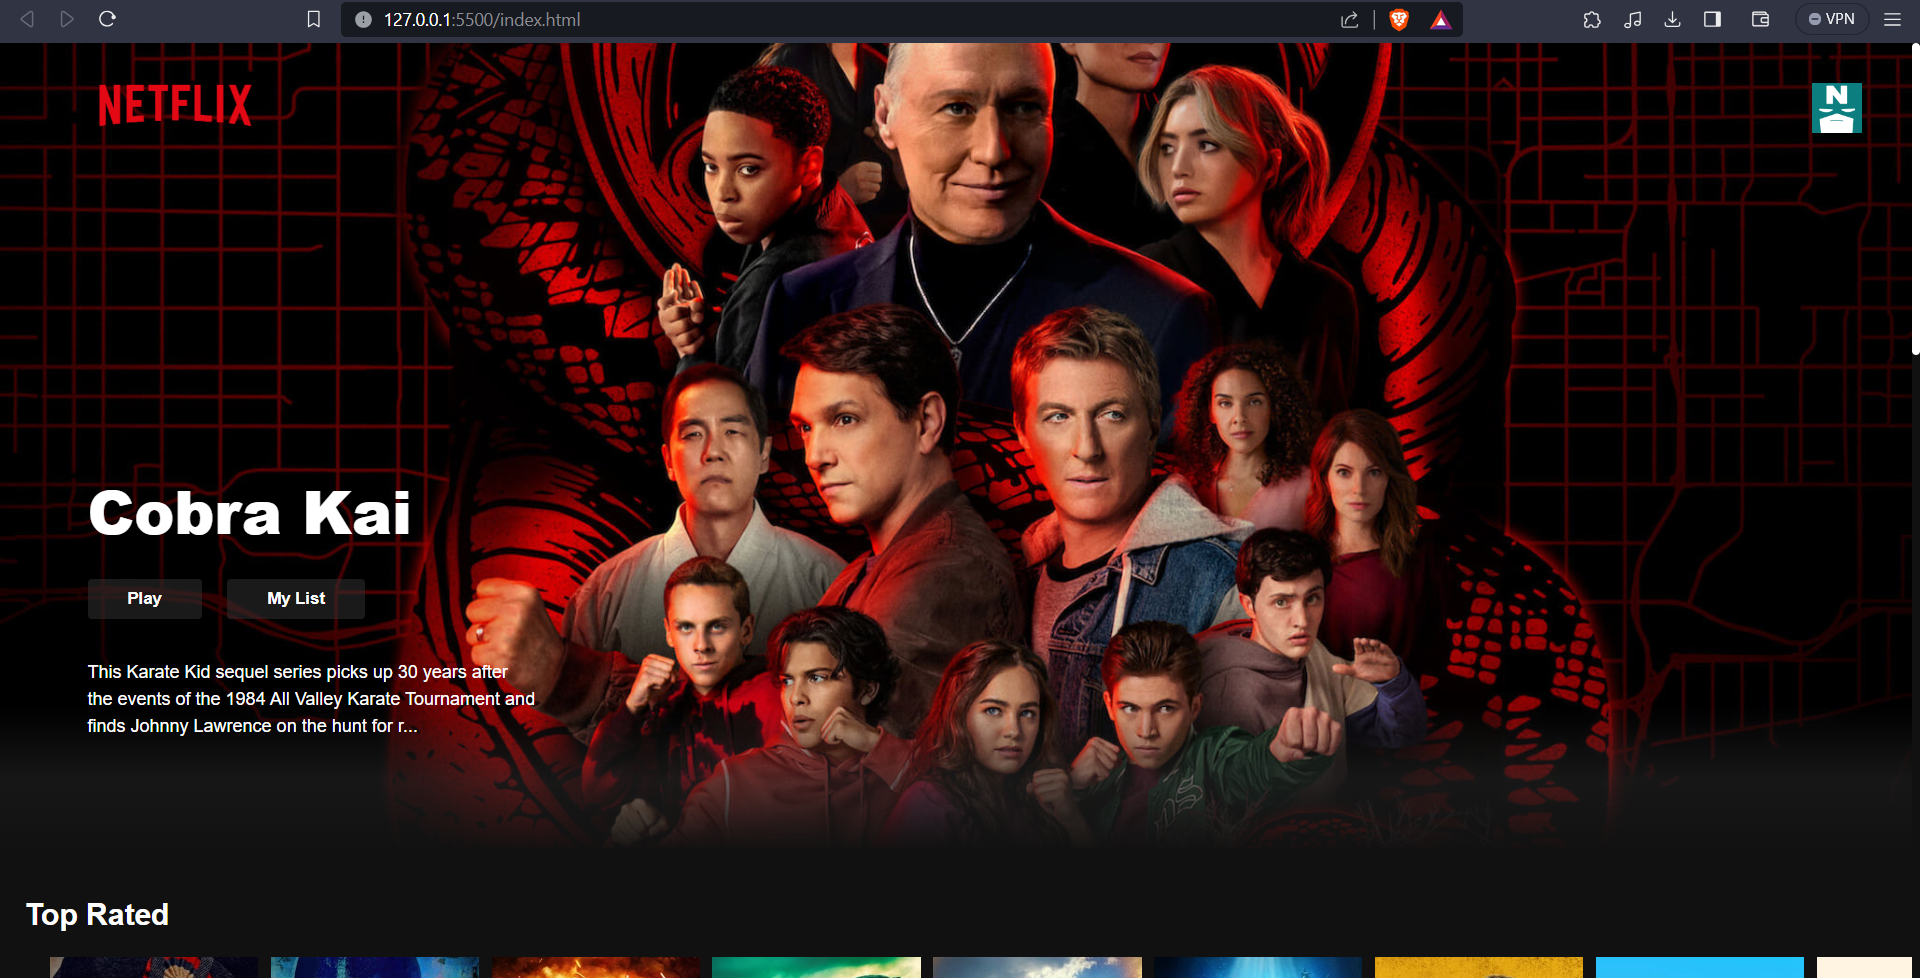 127.0.0.1:5500/index.html
VPN
NETFLIX
N
Cobra Kai
Play
My List
This Karate Kid sequel series picks up 30 years after
the events of the 1984 All Valley Karate Tournament and
finds Johnny Lawrence on the hunt for r...
Top Rated